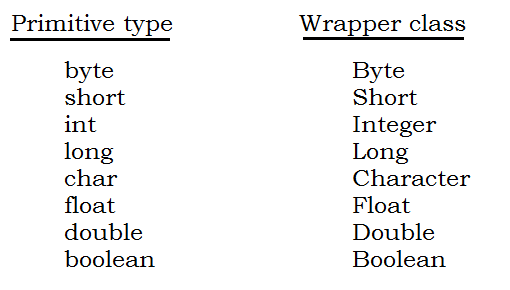 Primitive type Wrapper class
byte Byte
short Short
int Integer
long Long
char Character
float Float
double Double
boolean Boolean